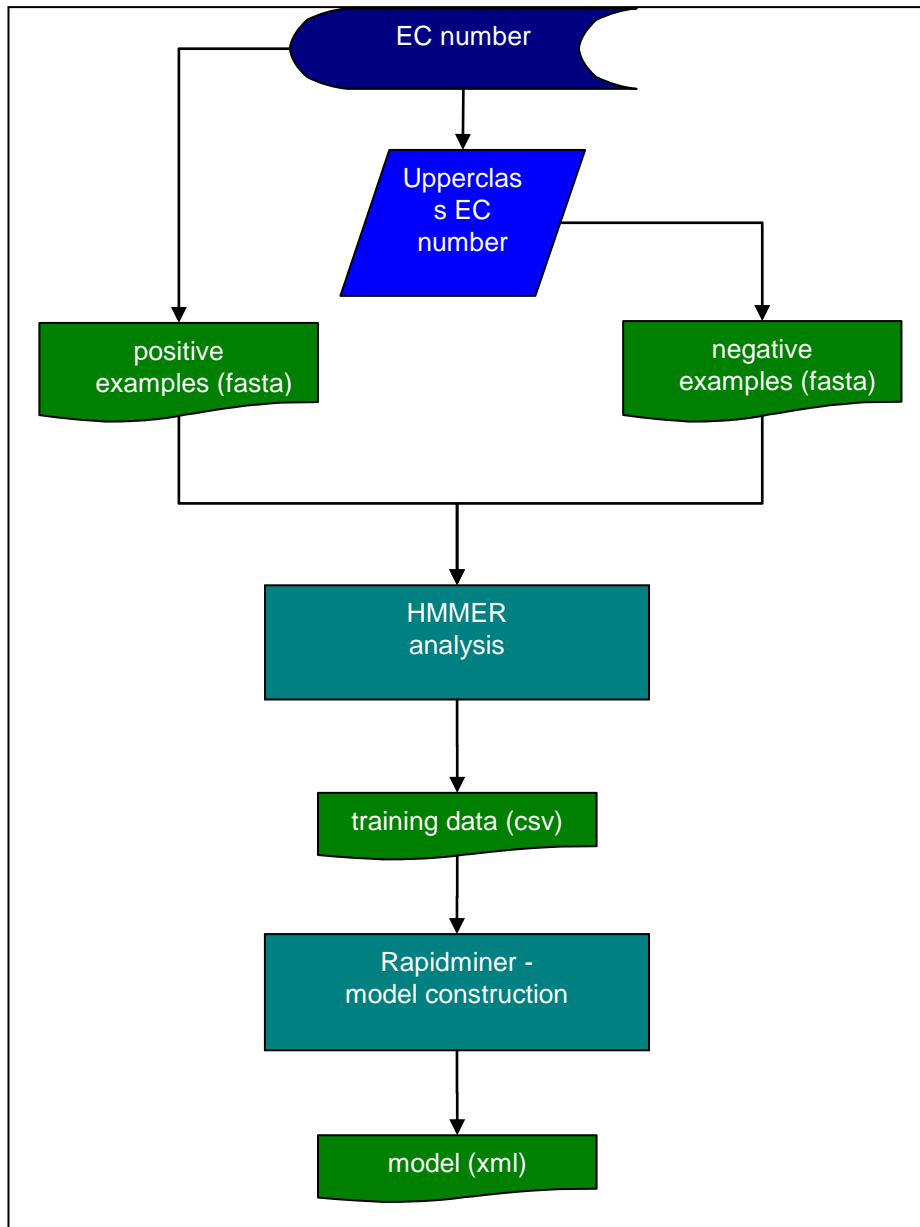 EC number
Upperclas
s EC
number
positive
examples (fasta)
negative
examples (fasta)
HMMER
analysis
training data (csv)
Rapidminer -
model construction
model (xml)